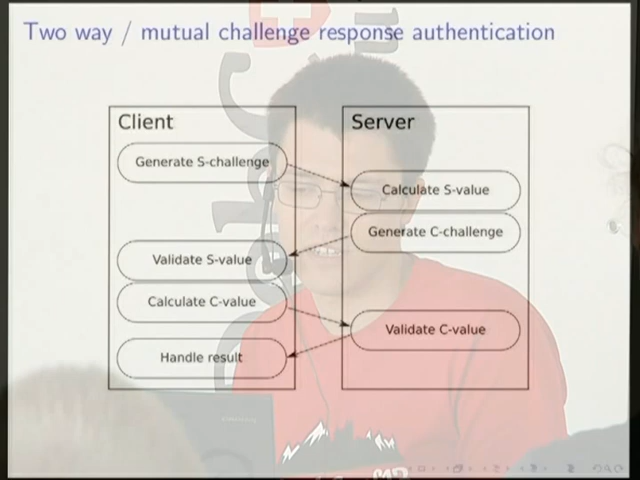 Two way / mutual challenge response authentication
Client
Server
Generate S-challenge
Calculate S-value
Generate C-challenge
Validate S-value
Calculate C-value
Validate C-value
Handle result